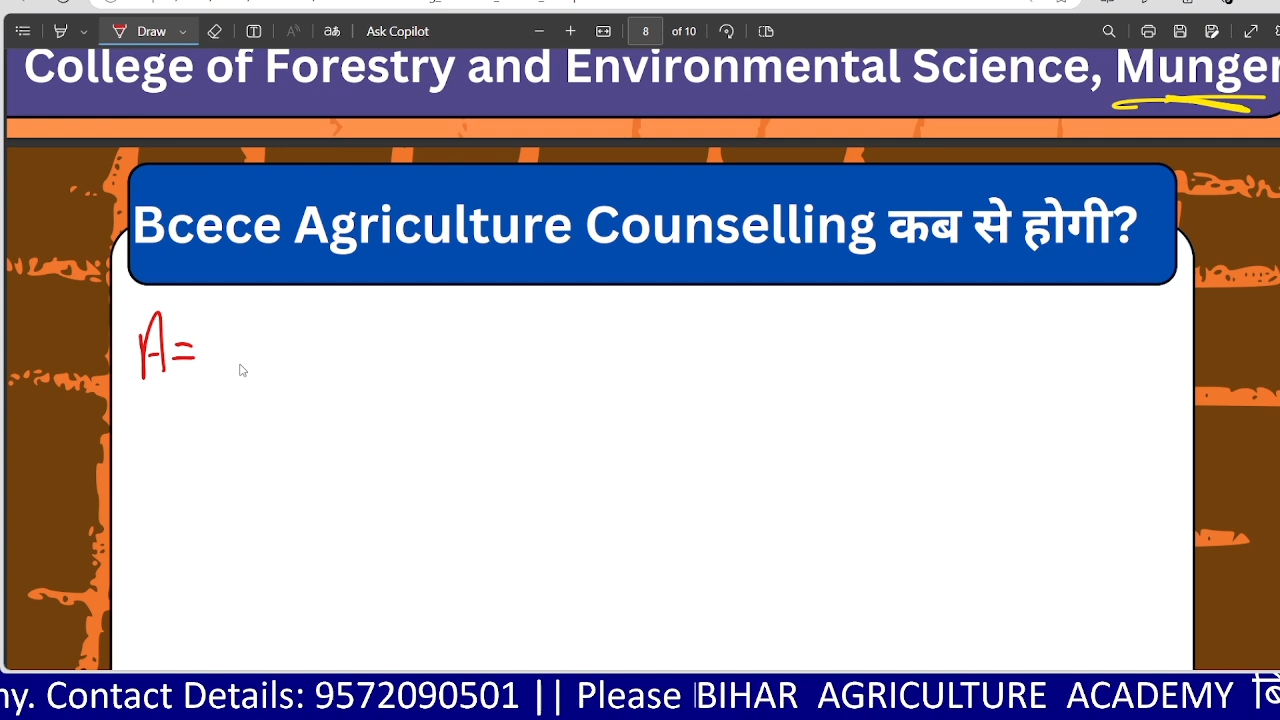 Draw
Ask Copilot
8 of 10
College of Forestry and Environmental Science, Munger
Bcece Agriculture Counselling कब से होगी?
A=
my. Contact Details: 9572090501 || Please BIHAR AGRICULTURE ACADEMY